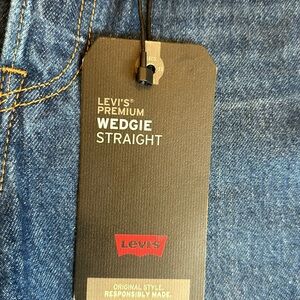 LEVI'S®
PREMIUM
WEDGIE
STRAIGHT
Levi's
ORIGINAL STYLE.
RESPONSIBLY MADE.